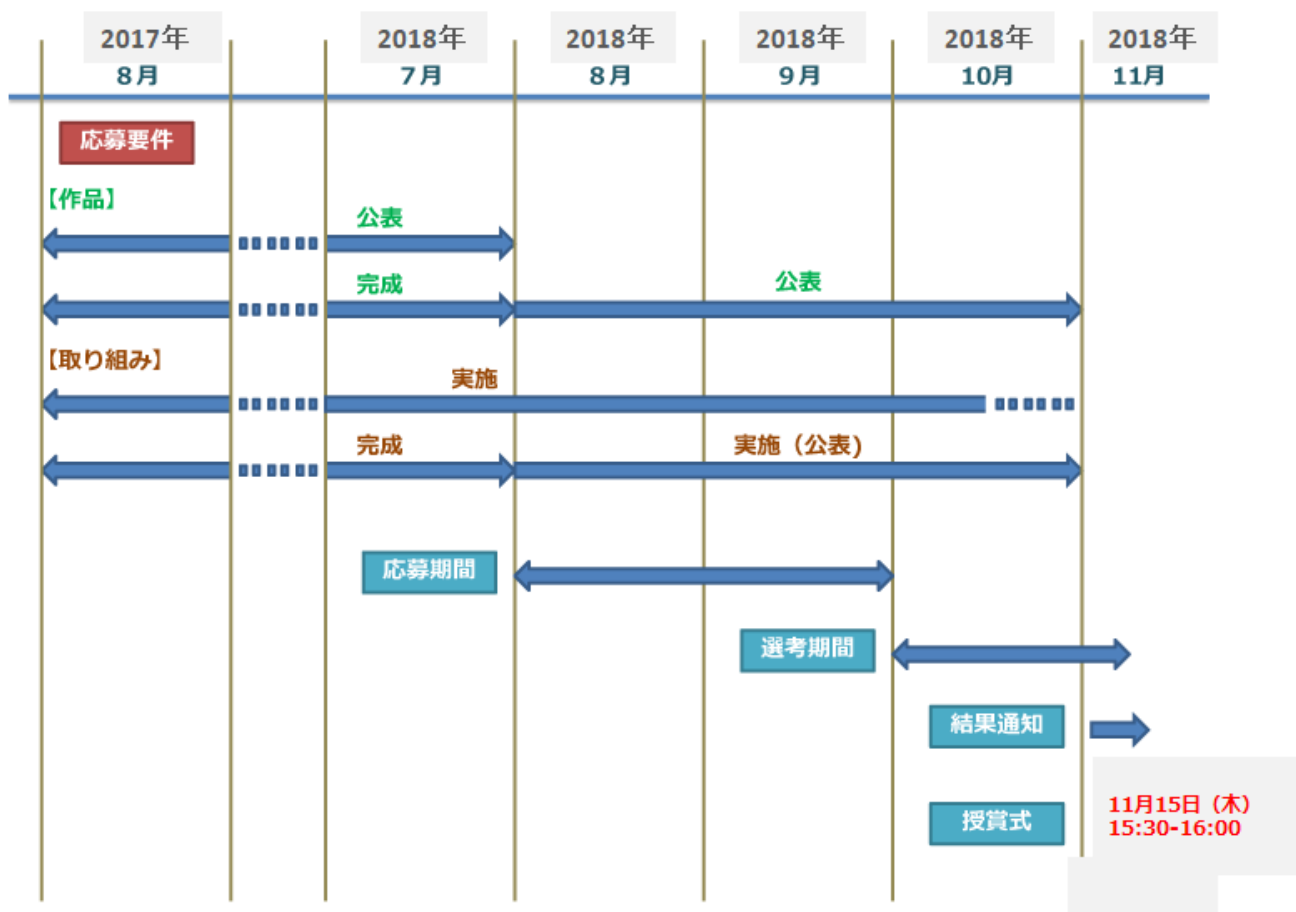 2017年
8月
2018年
7月
2018年
8月
2018年
9月
2018年
10月
2018年
11月
応募要件
【作品】
公表
完成
公表
【取り組み】
実施
完成
実施（公表)
応募期間
選考期間
結果通知
授賞式
11月15日（木）
15:30-16:00